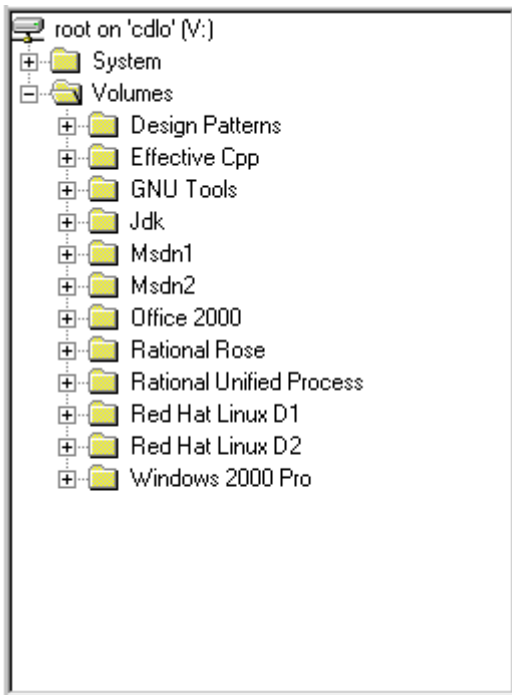 root on 'cdlo' (V:)
System
Volumes
Design Patterns
Effective Cpp
GNU Tools
Jdk
Msdn1
Msdn2
Office 2000
Rational Rose
Rational Unified Process
Red Hat Linux D1
Red Hat Linux D2
Windows 2000 Pro